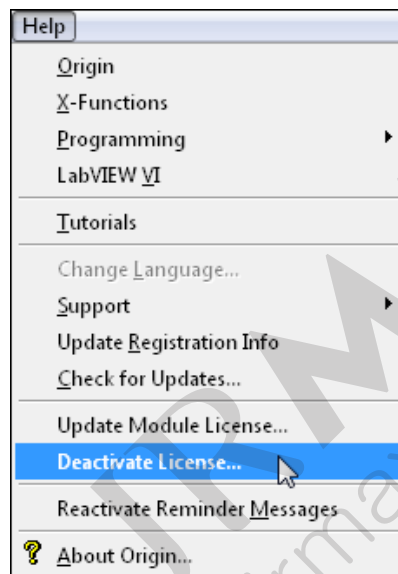 Help
Origin
X-Functions
Programming
LabVIEW VI
Tutorials
Change Language...
Support
Update Registration Info
Check for Updates...
Update Module License...
Deactivate License...
Reactivate Reminder Messages
About Origin...